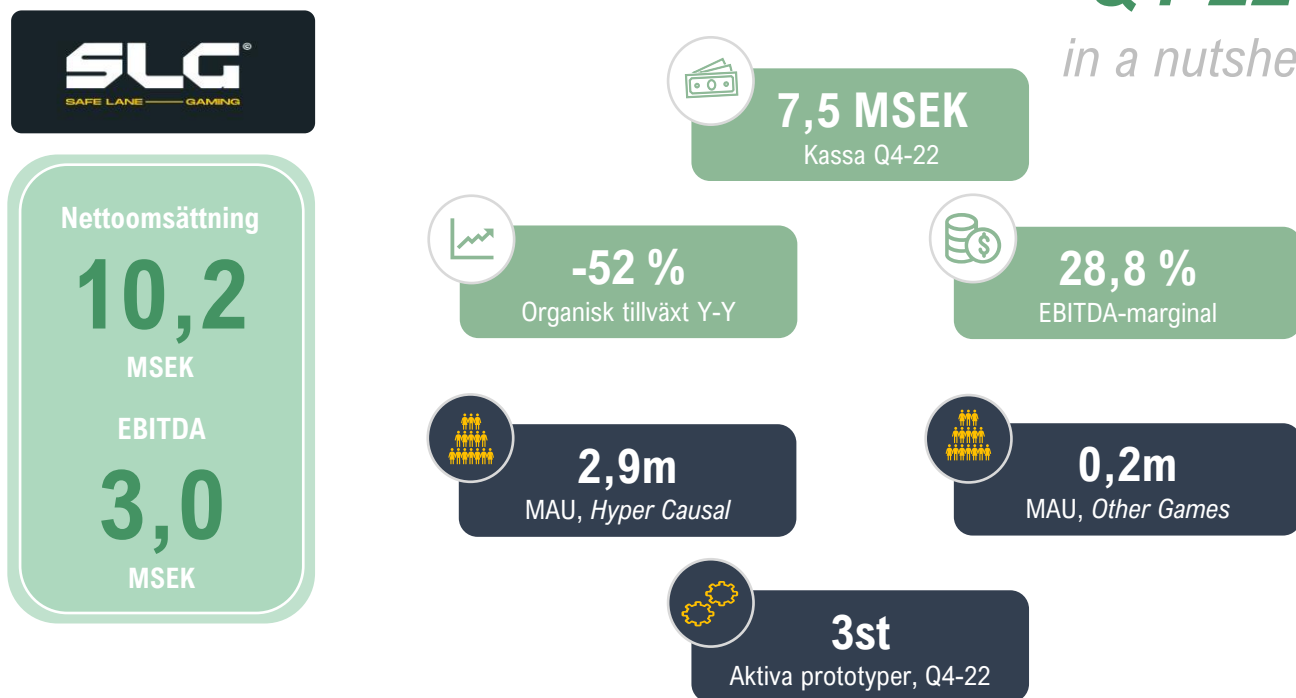 SLG©
SAFE LANE GAMING
in a nutshe
7,5 MSEK
Kassa Q4-22
Nettoomsättning
10,2
MSEK
EBITDA
3,0
MSEK
-52 %
Organisk tillväxt Y-Y
28,8 %
EBITDA-marginal
2,9m
MAU, Hyper Causal
0,2m
MAU, Other Games
3st
Aktiva prototyper, Q4-22